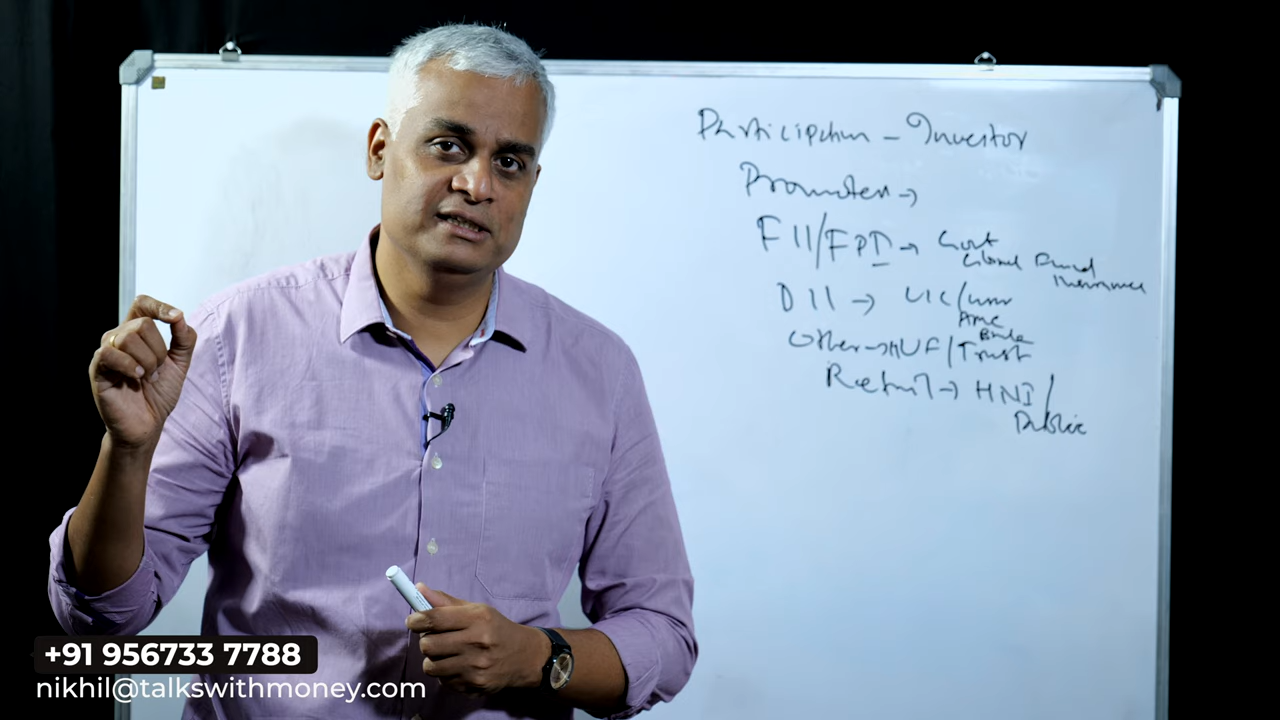 Participation - Investor
Promoter →
FII/FPI → Govt
Global Fund
Insurance
DII → LIC/
AMC
Bank
Other → HUF/Trust
Retail → HNI/
Public
+91 956733 7788
nikhil@talkswithmoney.com